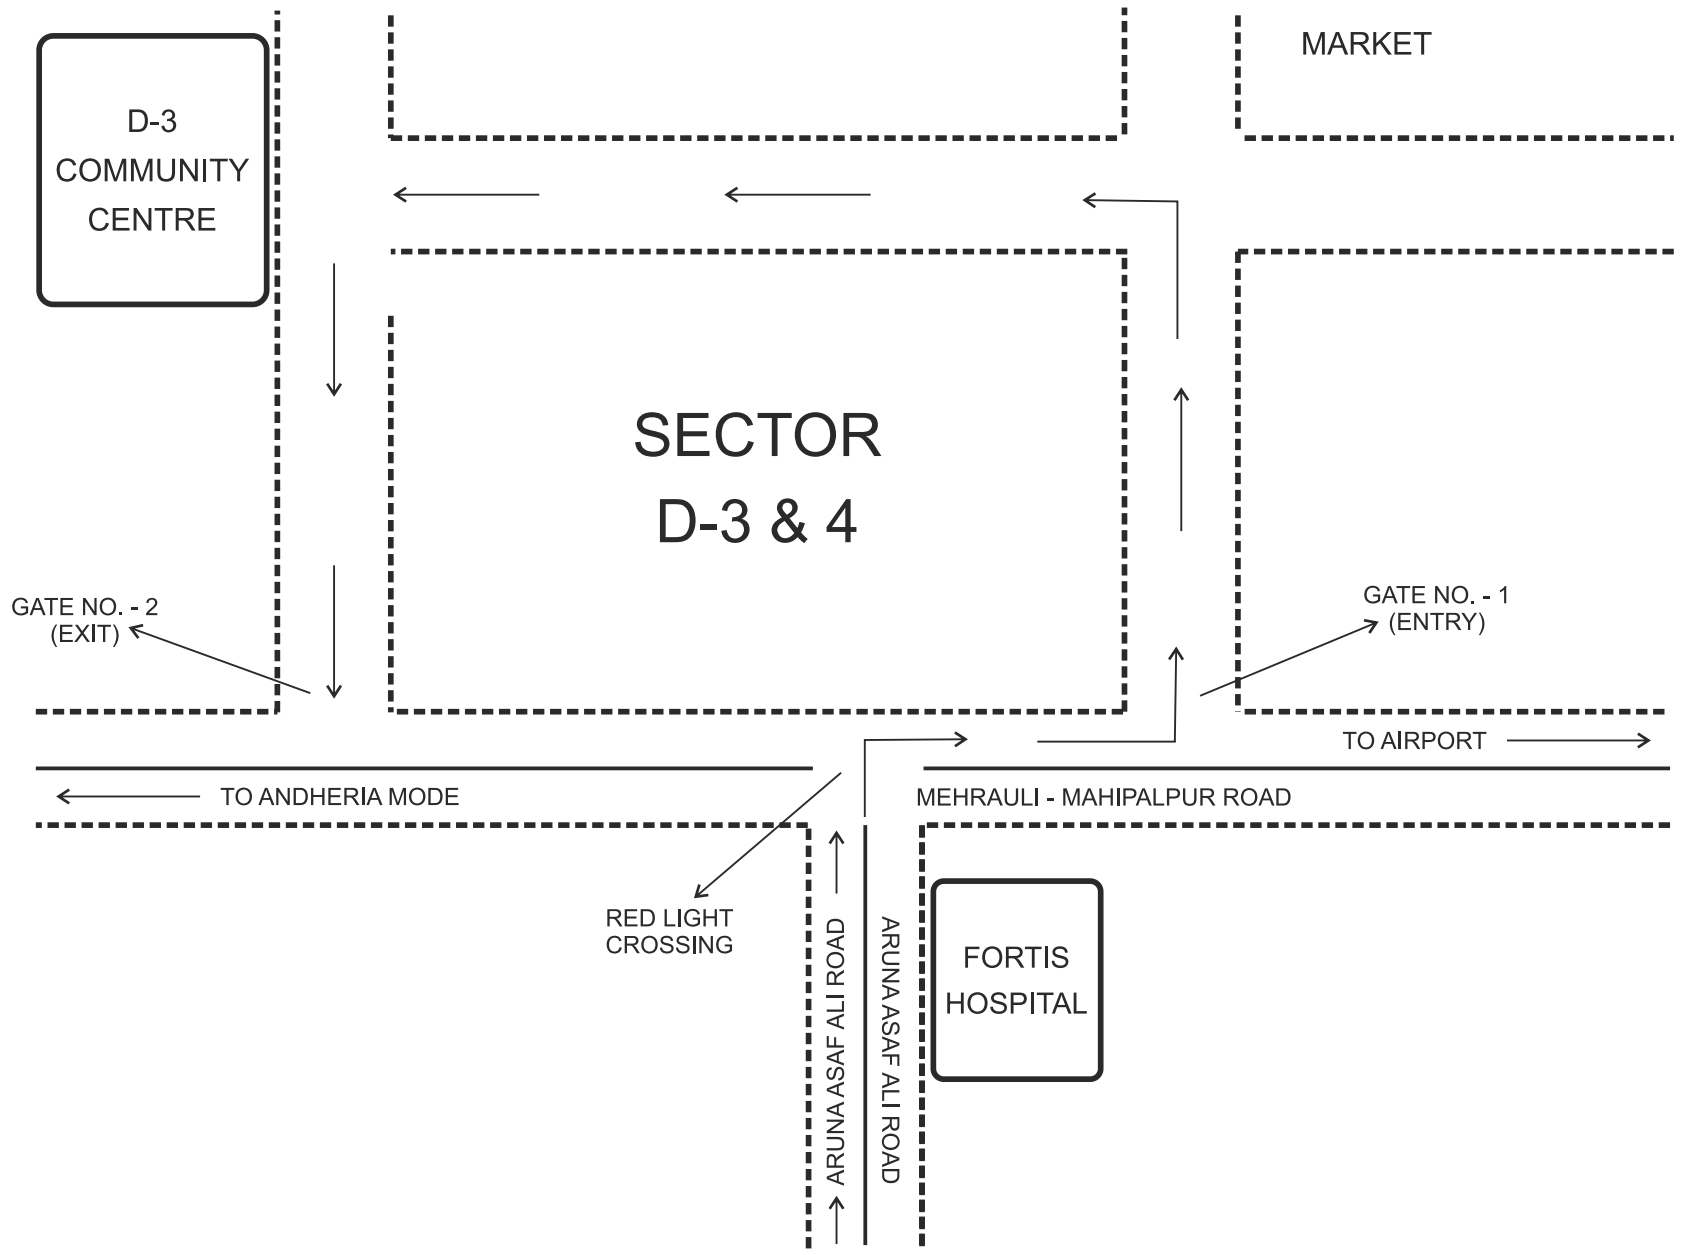 MARKET
D-3
COMMUNITY
CENTRE
SECTOR
D-3 & 4
GATE NO. - 2
(EXIT)
GATE NO. - 1
(ENTRY)
TO AIRPORT
TO ANDHERIA MODE
MEHRAULI - MAHIPALPUR ROAD
RED LIGHT
CROSSING
ARUNA ASAF ALI ROAD
ARUNA ASAF ALI ROAD
FORTIS
HOSPITAL